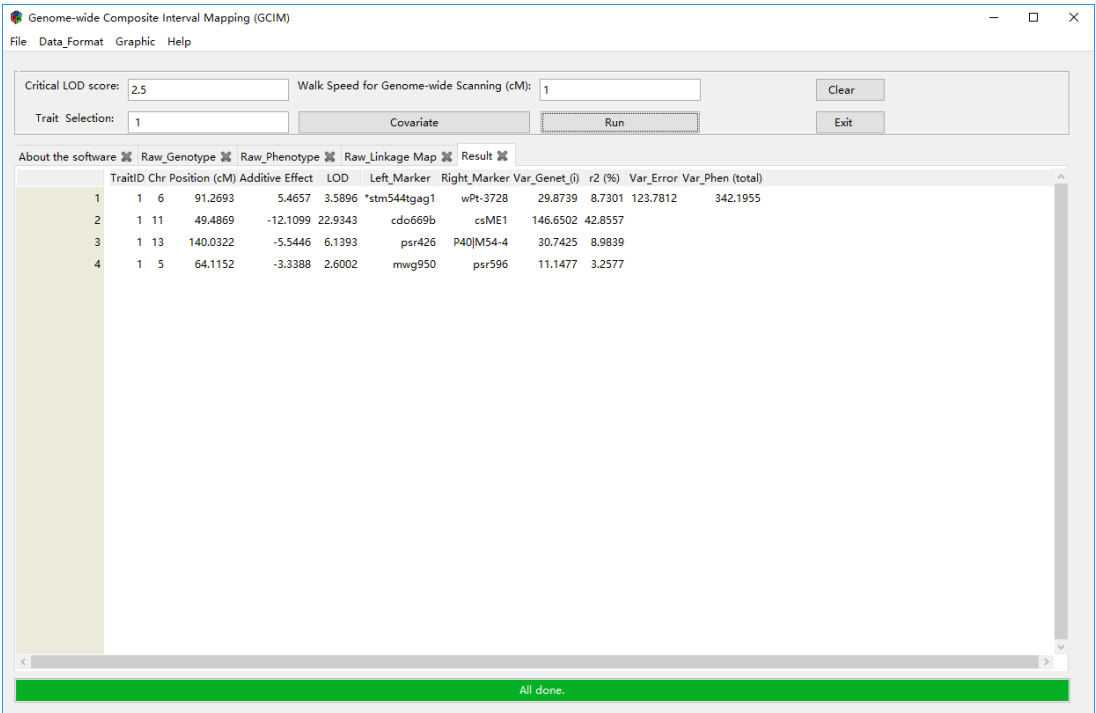 Genome-wide Composite Interval Mapping (GCIM)
File Data_Format Graphic Help
Critical LOD score: 2.5 Walk Speed for Genome-wide Scanning (cM): 1 Clear
Trait Selection: 1 Covariate Run Exit
About the software Raw_Genotype Raw_Phenotype Raw_Linkage Map Result
TraitID Chr Position (cM) Additive Effect LOD Left_Marker Right_Marker Var_Genet_(i) r2 (%) Var_Error Var_Phen (total)
1 1 6 91.2693 5.4657 3.5896 *stm544tgag1 wPt-3728 29.8739 8.7301 123.7812 342.1955
2 1 11 49.4869 -12.1099 22.9343 cdo669b csME1 146.6502 42.8557
3 1 13 140.0322 -5.5446 6.1393 psr426 P40|M54-4 30.7425 8.9839
4 1 5 64.1152 -3.3388 2.6002 mwg950 psr596 11.1477 3.2577
All done.